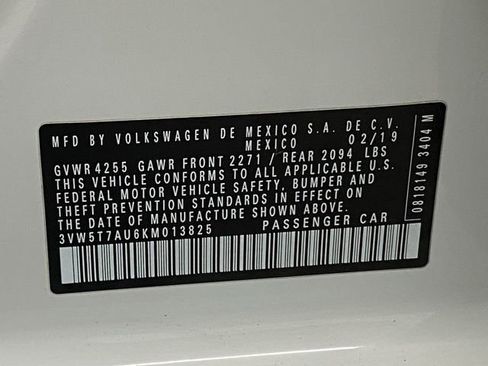 MFD BY VOLKSWAGEN DE MEXICO S.A. DE C.V.
MEXICO 02/19
GVWR 4255 GAWR FRONT 2271 / REAR 2094 LBS
THIS VEHICLE CONFORMS TO ALL APPLICABLE
FEDERAL MOTOR VEHICLE SAFETY, BUMPER AND
THEFT PREVENTION STANDARDS IN EFFECT ON
THE DATE OF MANUFACTURE SHOWN ABOVE.
3VW5T7AU6KM013825 PASSENGER CAR
0818149 3404 M